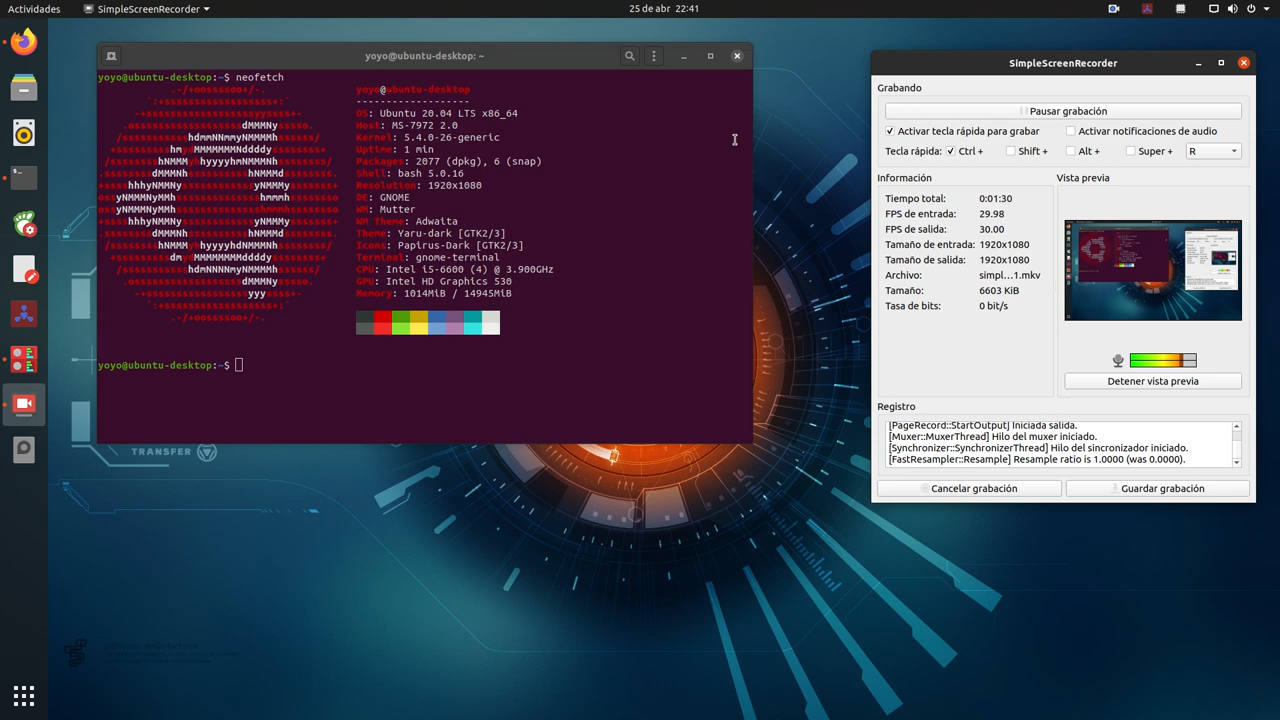 Actividades
SimpleScreenRecorder
25 de abr 22:41
yoyo@ubuntu-desktop: ~
yoyo@ubuntu-desktop:~$ neofetch
yoyo@ubuntu-desktop
-------------------
OS: Ubuntu 20.04 LTS x86_64
Host: MS-7972 2.0
Kernel: 5.4.0-26-generic
Uptime: 1 min
Packages: 2077 (dpkg), 6 (snap)
Shell: bash 5.0.16
Resolution: 1920x1080
DE: GNOME
WM: Mutter
WM Theme: Adwaita
Theme: Yaru-dark [GTK2/3]
Icons: Papirus-Dark [GTK2/3]
Terminal: gnome-terminal
CPU: Intel i5-6600 (4) @ 3.900GHz
GPU: Intel HD Graphics 530
Memory: 1014MiB / 14945MiB
yoyo@ubuntu-desktop:~$
TRANSFER
SimpleScreenRecorder
Grabando
Pausar grabación
Activar tecla rápida para grabar
Activar notificaciones de audio
Tecla rápida: Ctrl + Shift + Alt + Super + R
Información
Tiempo total: 0:01:30
FPS de entrada: 29.98
FPS de salida: 30.00
Tamaño de entrada: 1920x1080
Tamaño de salida: 1920x1080
Archivo: simpl...1.mkv
Tamaño: 6603 KiB
Tasa de bits: 0 bit/s
Vista previa
Detener vista previa
Registro
[PageRecord::StartOutput] Iniciada salida.
[Muxer::MuxerThread] Hilo del muxer iniciado.
[Synchronizer::SynchronizerThread] Hilo del sincronizador iniciado.
[FastResampler::Resample] Resample ratio is 1.0000 (was 0.0000).
Cancelar grabación
Guardar grabación